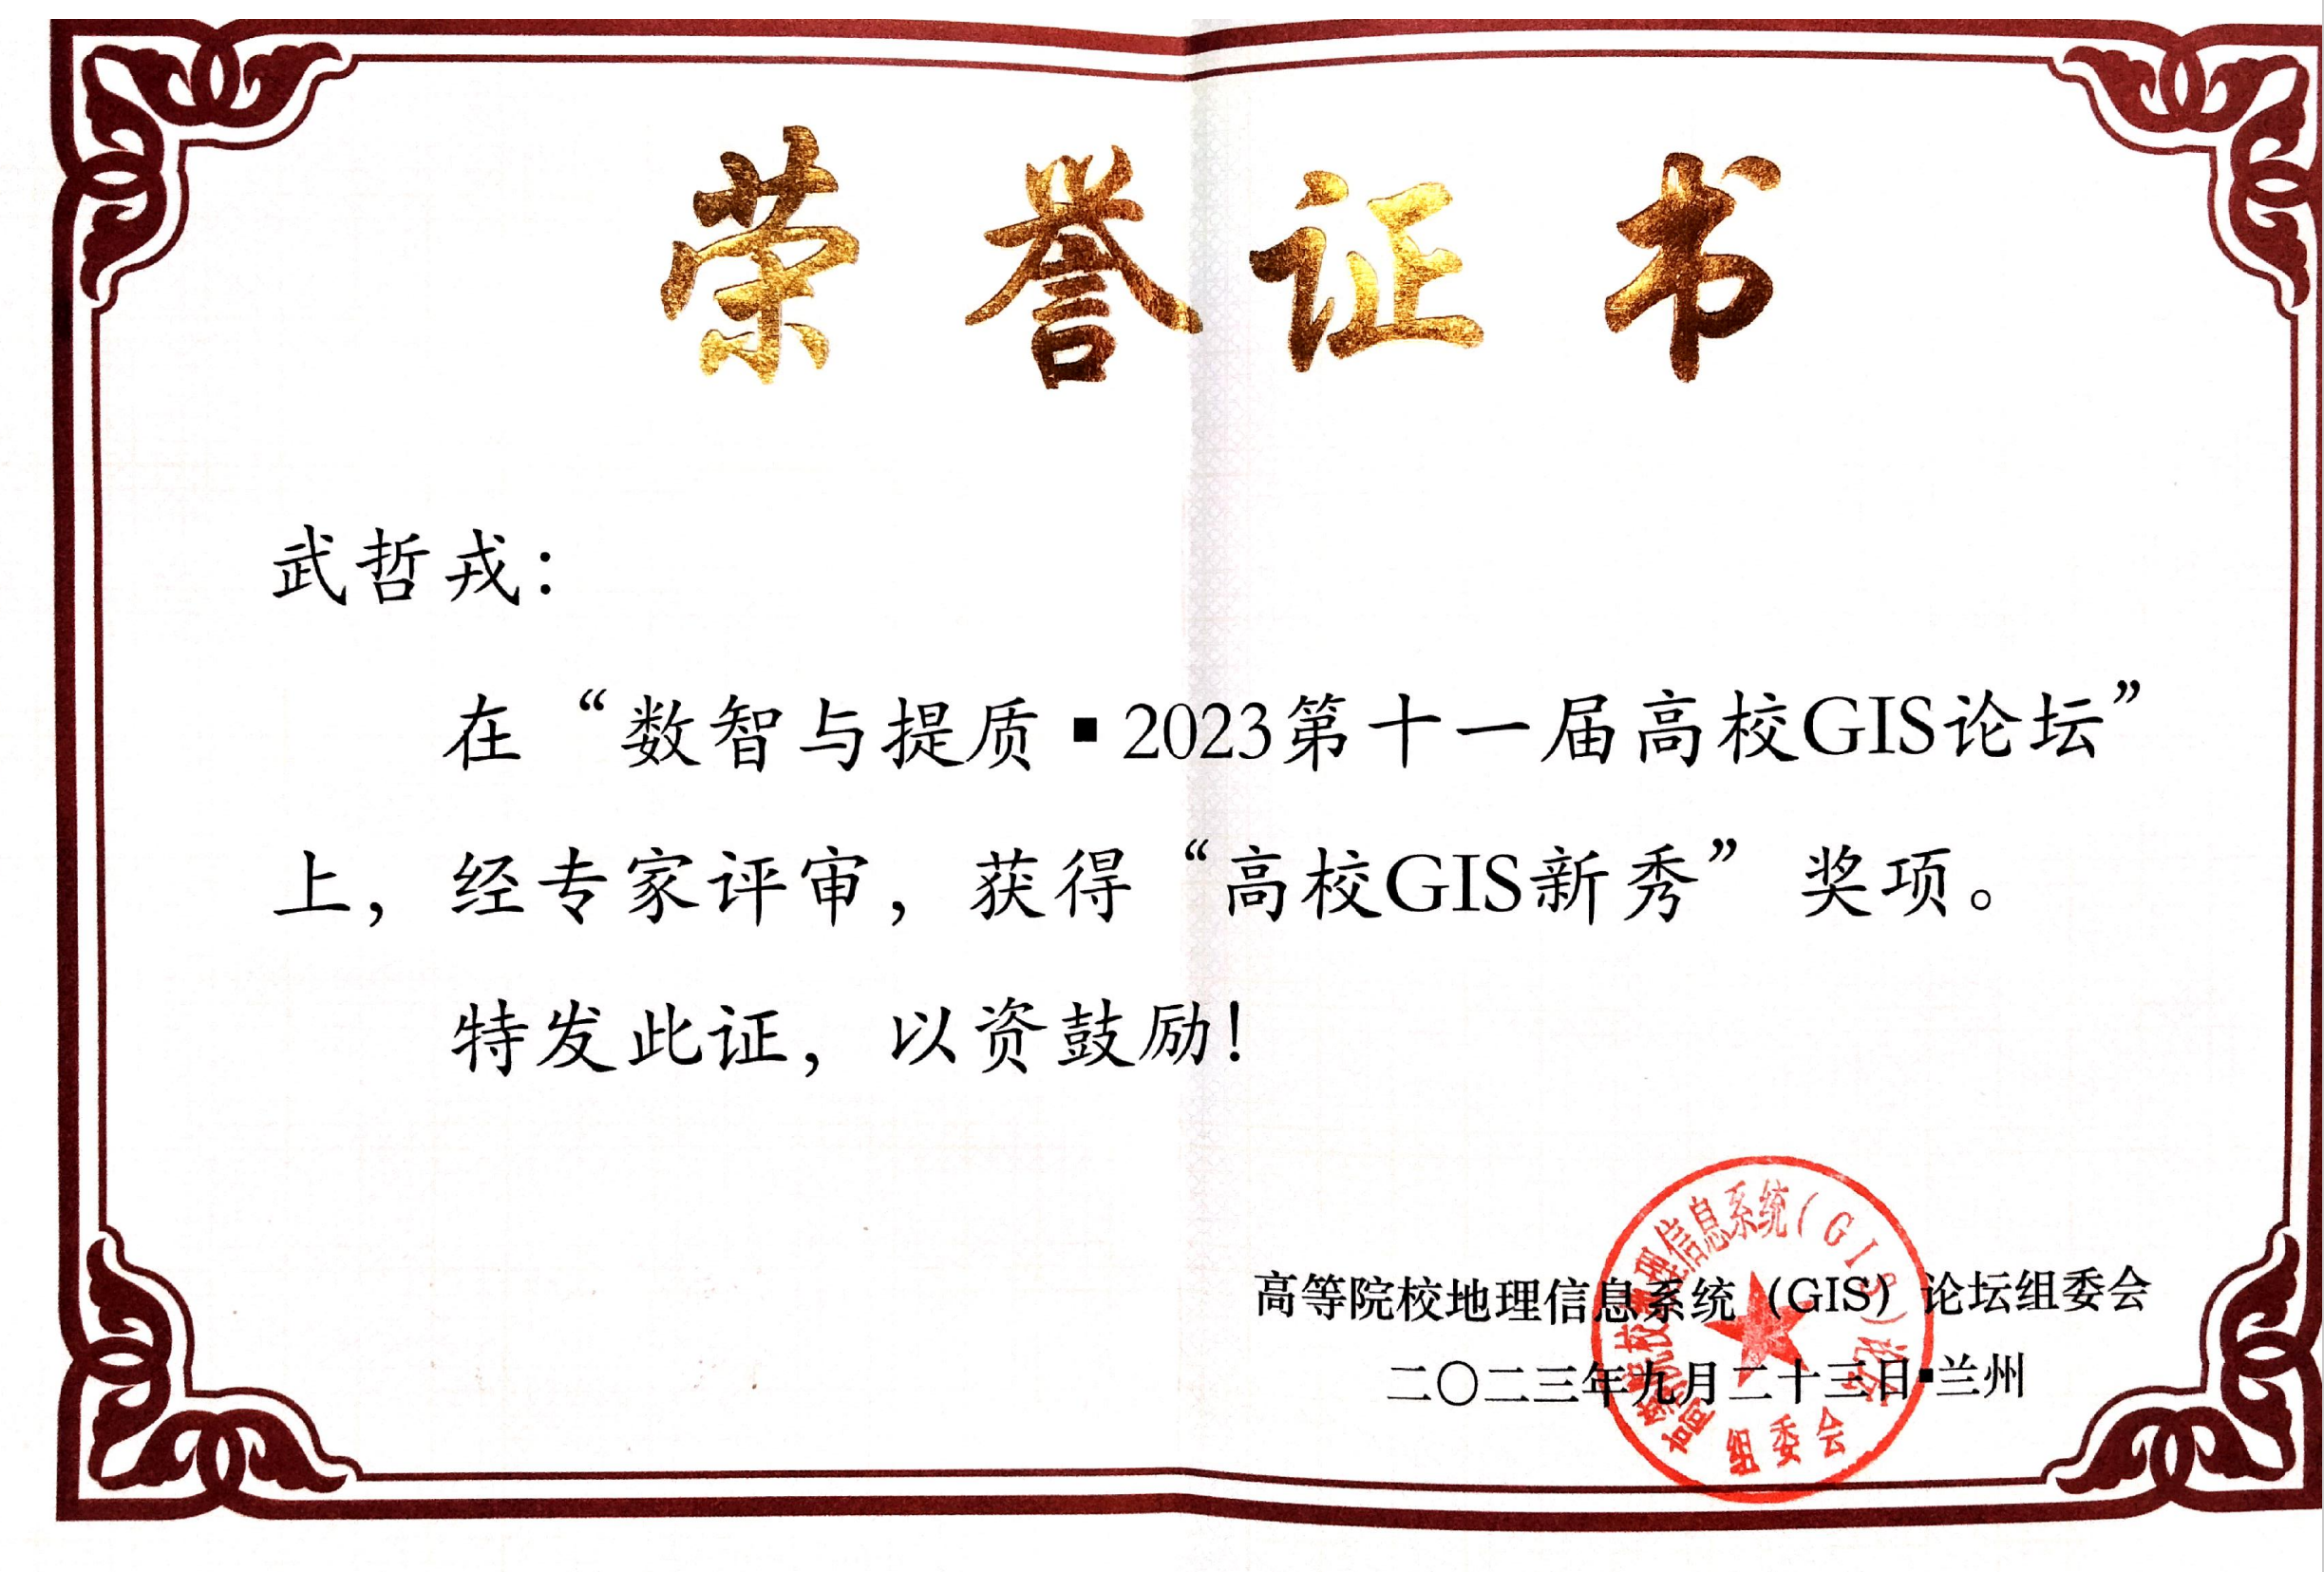 荣誉证书
武哲戎：
在“数智与提质▪2023第十一届高校GIS论坛”
上，经专家评审，获得“高校GIS新秀”奖项。
特发此证，以资鼓励！
高等院校地理信息系统（GIS）论坛组委会
二〇二三年九月二十三日▪兰州
高等院校地理信息系统(GIS)论坛
组委会